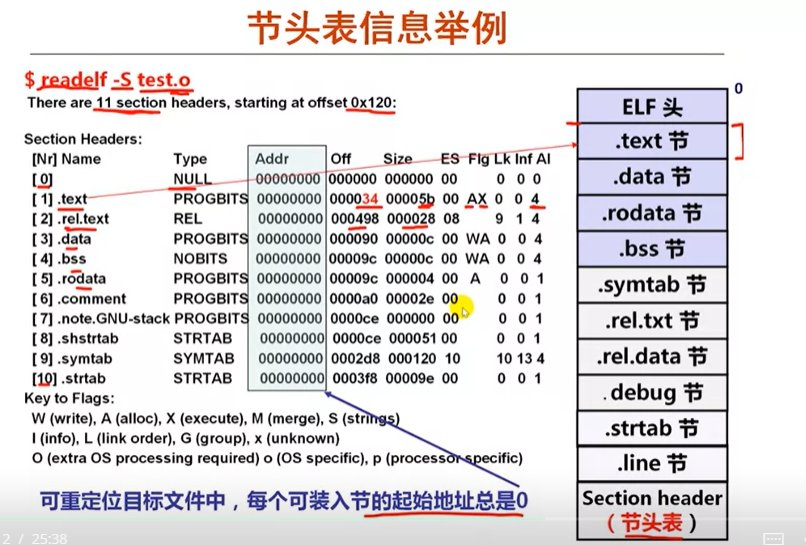 节头表信息举例
$ readelf -S test.o
There are 11 section headers, starting at offset 0x120:
Section Headers:
[Nr] Name Type Addr Off Size ES Flg Lk Inf Al
[ 0] NULL 00000000 000000 000000 00 0 0 0
[ 1] .text PROGBITS 00000000 000034 00005b 00 AX 0 0 4
[ 2] .rel.text REL 00000000 000498 000028 08 9 1 4
[ 3] .data PROGBITS 00000000 000090 00000c 00 WA 0 0 4
[ 4] .bss NOBITS 00000000 00009c 00000c 00 WA 0 0 4
[ 5] .rodata PROGBITS 00000000 00009c 000004 00 A 0 0 1
[ 6] .comment PROGBITS 00000000 0000a0 00002e 00 0 0 1
[ 7] .note.GNU-stack PROGBITS 00000000 0000ce 000000 00 0 0 1
[ 8] .shstrtab STRTAB 00000000 0000ce 000051 00 0 0 1
[ 9] .symtab SYMTAB 00000000 0002d8 000120 10 10 13 4
[10] .strtab STRTAB 00000000 0003f8 00009e 00 0 0 1
Key to Flags:
W (write), A (alloc), X (execute), M (merge), S (strings)
I (info), L (link order), G (group), x (unknown)
O (extra OS processing required) o (OS specific), p (processor specific)
可重定位目标文件中，每个可装入节的起始地址总是0
0
ELF 头
.text 节
.data 节
.rodata 节
.bss 节
.symtab 节
.rel.txt 节
.rel.data 节
.debug 节
.strtab 节
.line 节
Section header
（节头表）
2 / 25:38